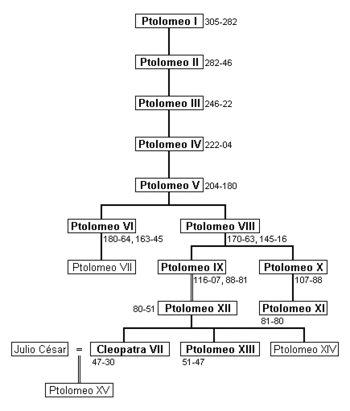 Ptolomeo I 305-282
Ptolomeo II 282-46
Ptolomeo III 246-22
Ptolomeo IV 222-04
Ptolomeo V 204-180
Ptolomeo VI Ptolomeo VIII
180-64, 163-45 170-63, 145-16
Ptolomeo VII Ptolomeo IX Ptolomeo X
116-07, 88-81 107-88
80-51 Ptolomeo XII Ptolomeo XI
81-80
Julio César = Cleopatra VII Ptolomeo XIII Ptolomeo XIV
47-30 51-47
Ptolomeo XV